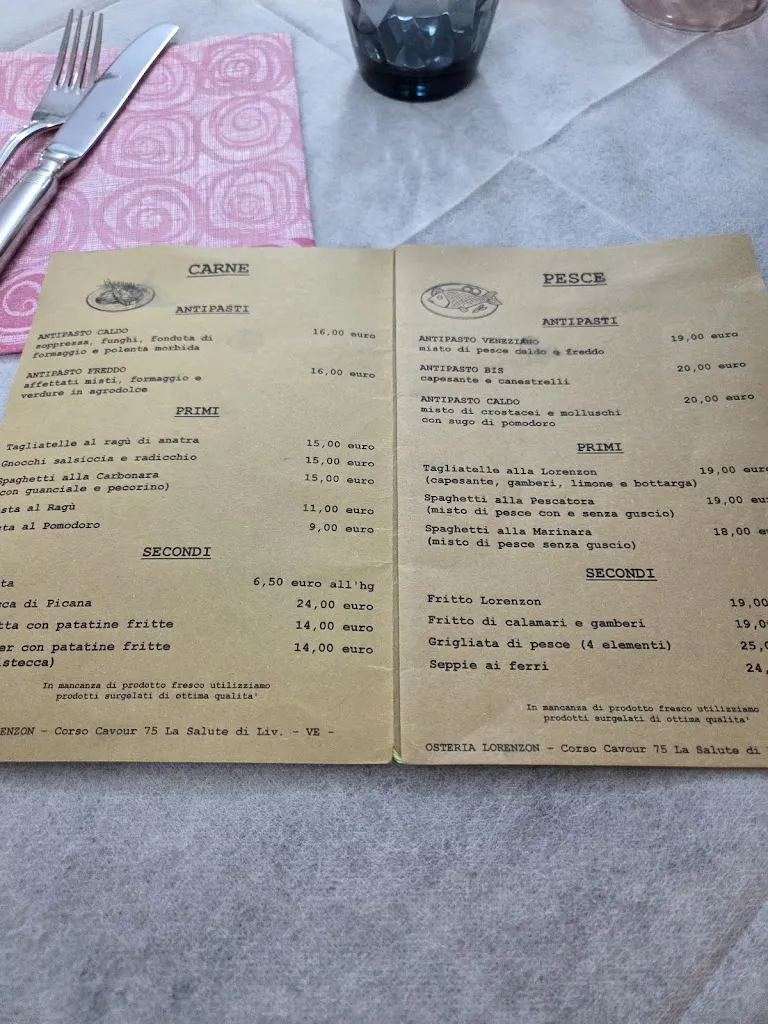 CARNE
ANTIPASTI
ANTIPASTO CALDO 16,00 euro
soppressa, funghi, fonduta di
formaggio e polenta morbida
ANTIPASTO FREDDO 16,00 euro
affettati misti, formaggio e
verdure in agrodolce
PRIMI
Tagliatelle al ragù di anatra 15,00 euro
Gnocchi salsiccia e radicchio 15,00 euro
Spaghetti alla Carbonara 15,00 euro
con guanciale e pecorino)
sta al Ragù 11,00 euro
ta al Pomodoro 9,00 euro
SECONDI
ta 6,50 euro all'hg
cca di Picana 24,00 euro
tta con patatine fritte 14,00 euro
er con patatine fritte 14,00 euro
istecca)
In mancanza di prodotto fresco utilizziamo
prodotti surgelati di ottima qualita'
ENZON - Corso Cavour 75 La Salute di Liv. - VE -
PESCE
ANTIPASTI
ANTIPASTO VENEZIANO 19,00 euro
misto di pesce caldo e freddo
ANTIPASTO BIS 20,00 euro
capesante e canestrelli
ANTIPASTO CALDO 20,00 euro
misto di crostacei e molluschi
con sugo di pomodoro
PRIMI
Tagliatelle alla Lorenzon 19,00 euro
(capesante, gamberi, limone e bottarga)
Spaghetti alla Pescatora 19,00 eu
(misto di pesce con e senza guscio)
Spaghetti alla Marinara 18,00 e
(misto di pesce senza guscio)
SECONDI
Fritto Lorenzon 19,00
Fritto di calamari e gamberi 19,0
Grigliata di pesce (4 elementi) 25,
Seppie ai ferri 24,
In mancanza di prodotto fresco utilizziamo
prodotti surgelati di ottima qualita'
OSTERIA LORENZON - Corso Cavour 75 La Salute di